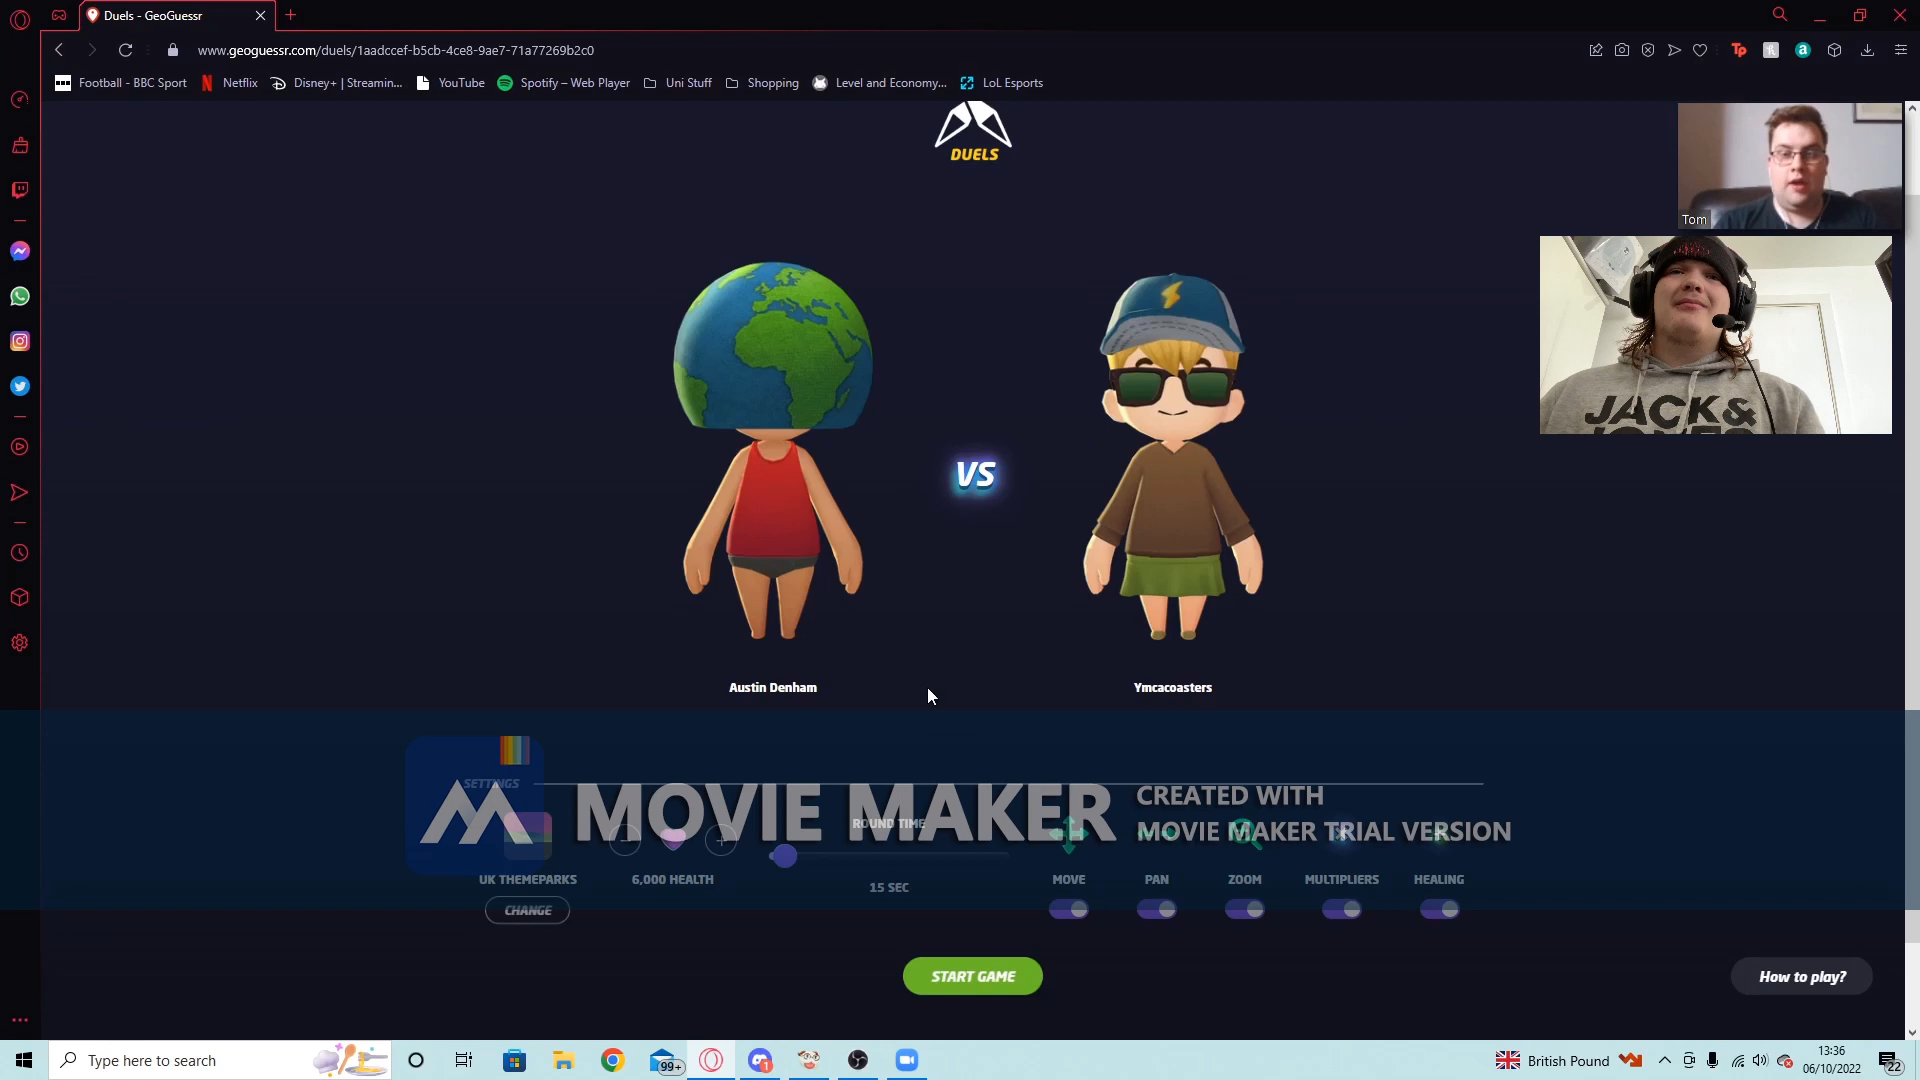 Duels - GeoGuessr
www.geoguessr.com/duels/1aadccef-b5cb-4ce8-9ae7-71a77269b2c0
Football - BBC Sport
Netflix
Disney+ | Streamin...
YouTube
Spotify – Web Player
Uni Stuff
Shopping
Level and Economy...
LoL Esports
DUELS
Tom
JACK &
VS
Austin Denham
Ymcacoasters
SETTINGS
MOVIE MAKER
CREATED WITH
MOVIE MAKER TRIAL VERSION
ROUND TIME
UK THEMEPARKS
6,000 HEALTH
15 SEC
MOVE
PAN
ZOOM
MULTIPLIERS
HEALING
CHANGE
START GAME
How to play?
Type here to search
99+
1
British Pound
13:36
06/10/2022
22